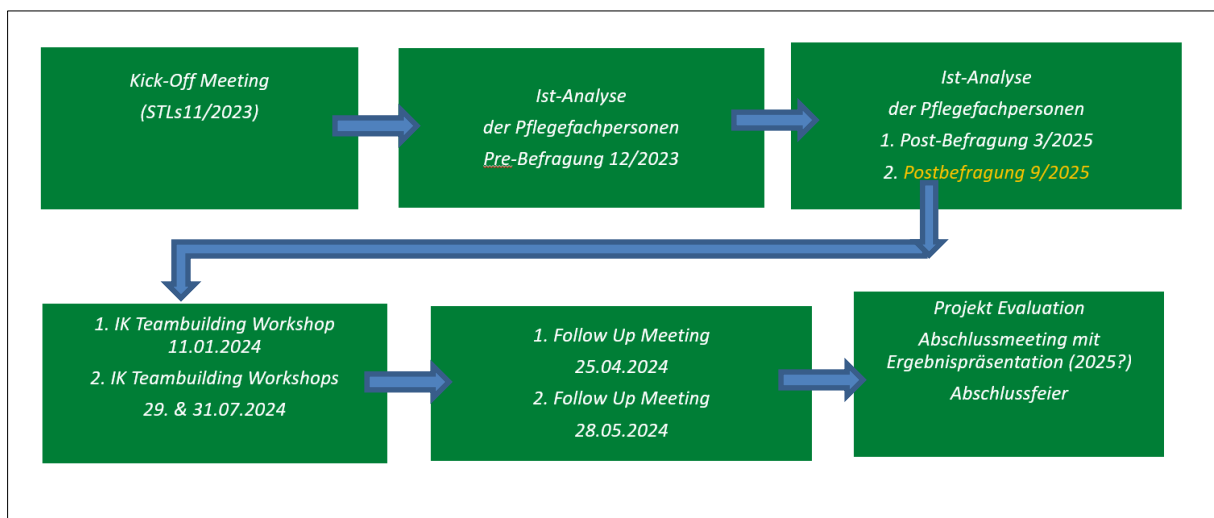 Kick-Off Meeting
(STLs11/2023)
Ist-Analyse
der Pflegefachpersonen
Pre-Befragung 12/2023
Ist-Analyse
der Pflegefachpersonen
1. Post-Befragung 3/2025
2. Postbefragung 9/2025
1. IK Teambuilding Workshop
11.01.2024
2. IK Teambuilding Workshops
29. & 31.07.2024
1. Follow Up Meeting
25.04.2024
2. Follow Up Meeting
28.05.2024
Projekt Evaluation
Abschlussmeeting mit
Ergebnispräsentation (2025?)
Abschlussfeier